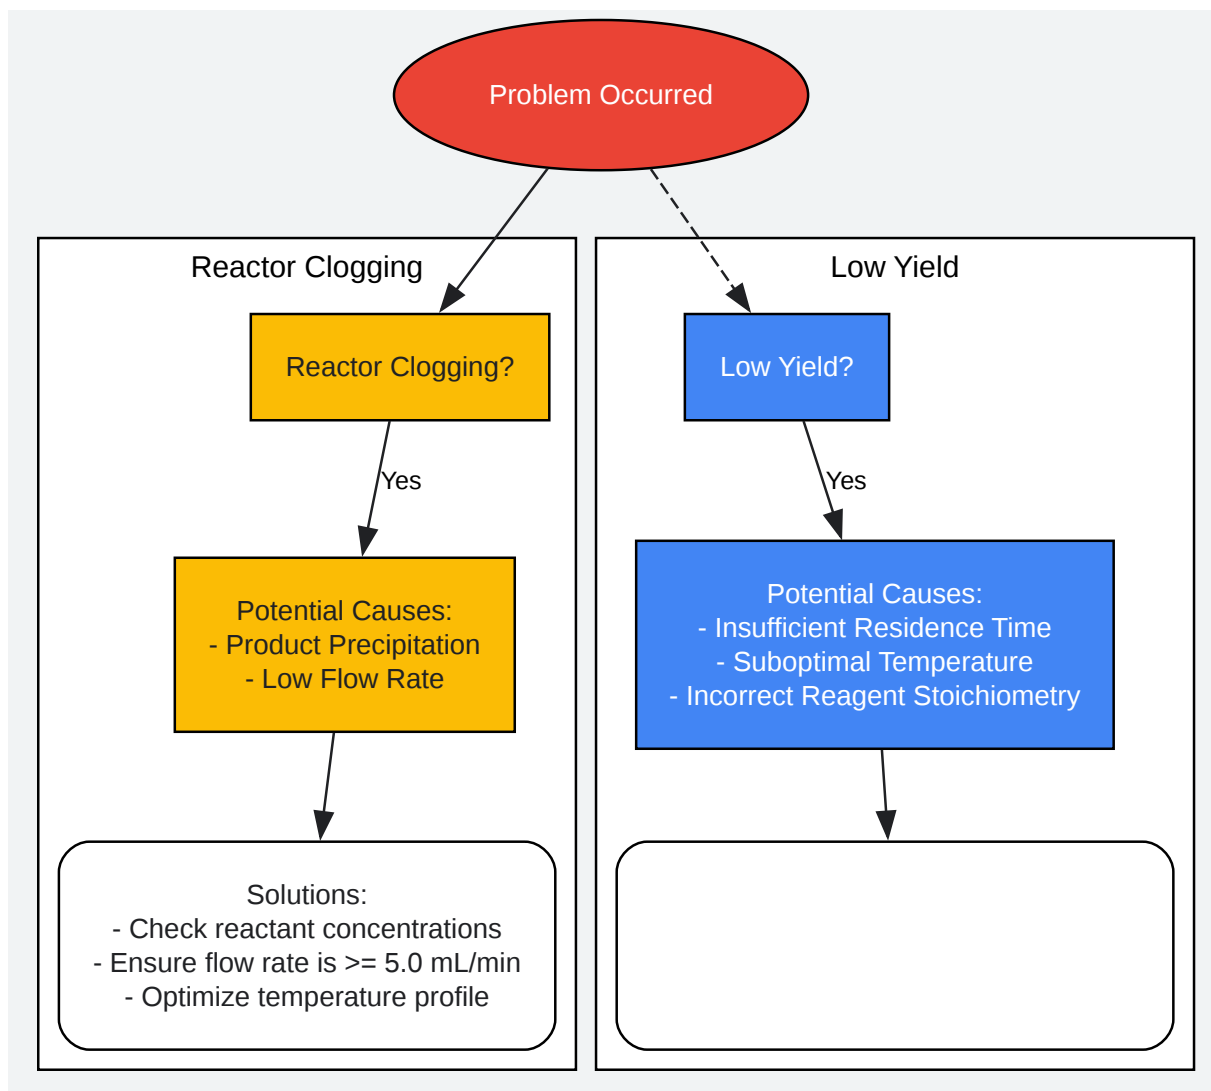 Problem Occurred
Reactor Clogging
Reactor Clogging?
Yes
Potential Causes:
- Product Precipitation
- Low Flow Rate
Solutions:
- Check reactant concentrations
- Ensure flow rate is >= 5.0 mL/min
- Optimize temperature profile
Low Yield
Low Yield?
Yes
Potential Causes:
- Insufficient Residence Time
- Suboptimal Temperature
- Incorrect Reagent Stoichiometry